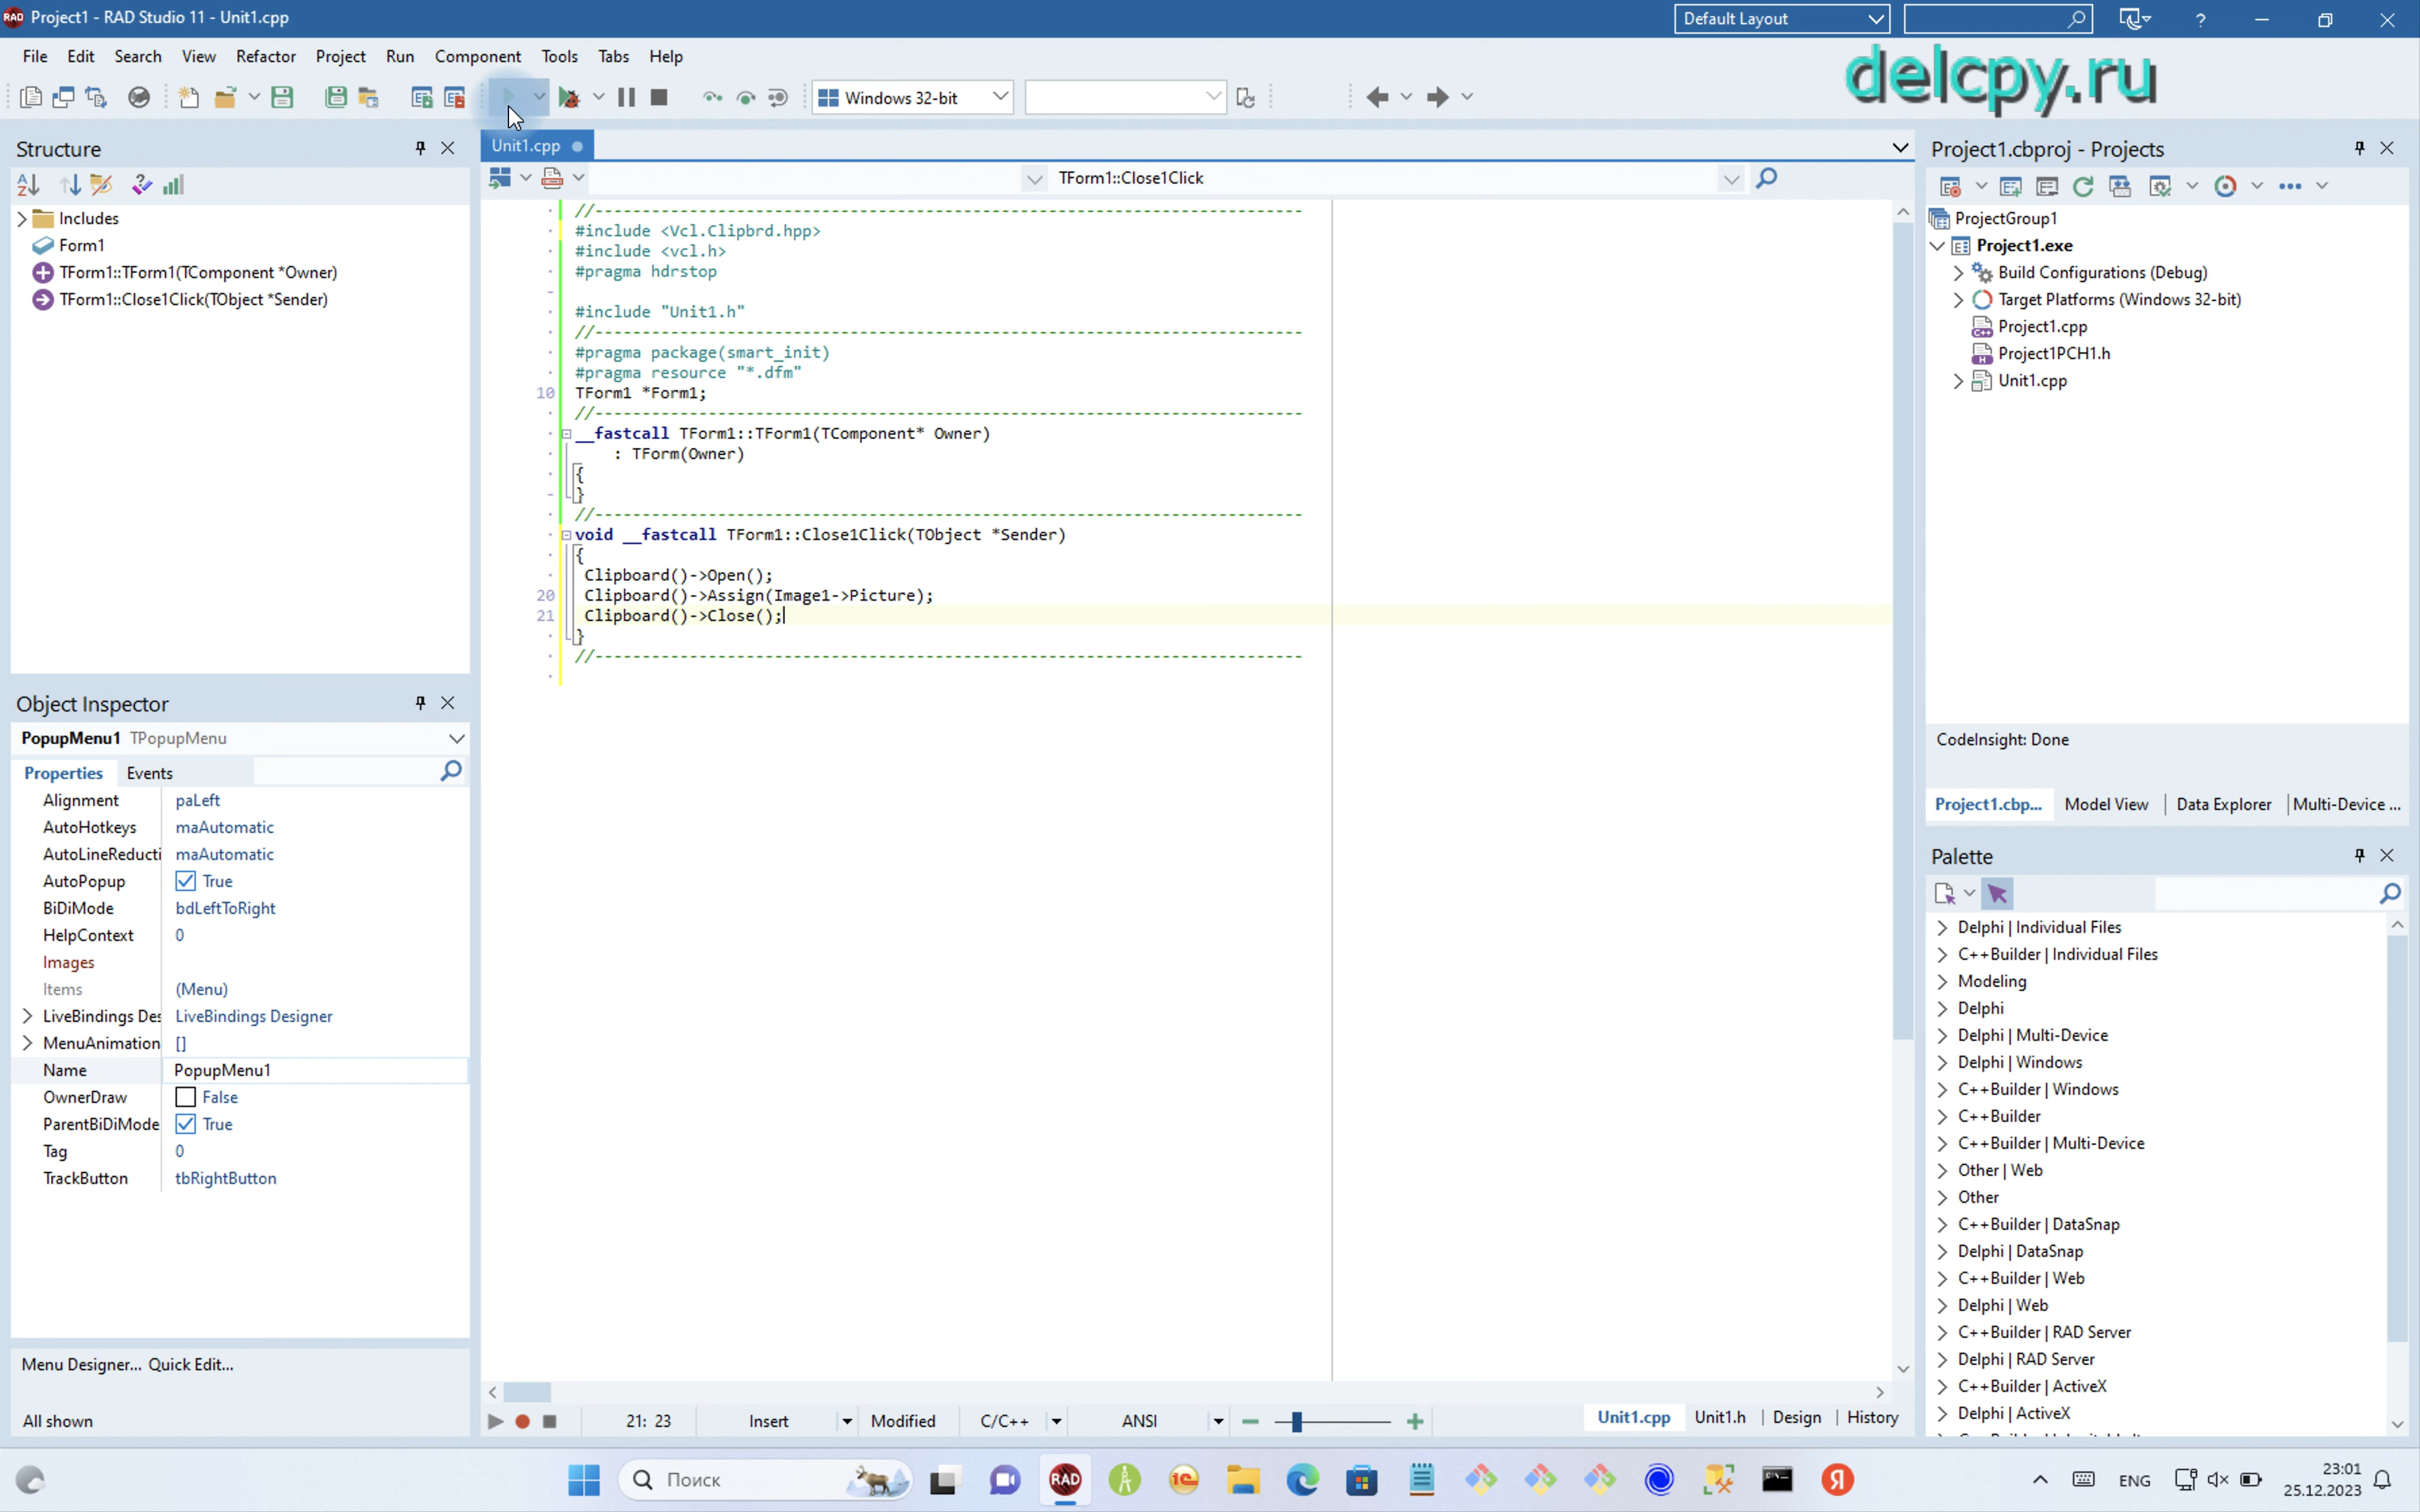 Project1 - RAD Studio 11 - Unit1.cpp
Default Layout
File Edit Search View Refactor Project Run Component Tools Tabs Help
delcpy.ru
Windows 32-bit
Structure
Includes
Form1
TForm1::TForm1(TComponent *Owner)
TForm1::Close1Click(TObject *Sender)
Object Inspector
PopupMenu1 TPopupMenu
Properties Events
Alignment paLeft
AutoHotkeys maAutomatic
AutoLineReducti maAutomatic
AutoPopup True
BiDiMode bdLeftToRight
HelpContext 0
Images
Items (Menu)
LiveBindings Des LiveBindings Designer
MenuAnimation []
Name PopupMenu1
OwnerDraw False
ParentBiDiMode True
Tag 0
TrackButton tbRightButton
Menu Designer... Quick Edit...
All shown
Unit1.cpp
TForm1::Close1Click
//---------------------------------------------------------------------------
#include <Vcl.Clipbrd.hpp>
#include <vcl.h>
#pragma hdrstop
#include "Unit1.h"
//---------------------------------------------------------------------------
#pragma package(smart_init)
#pragma resource "*.dfm"
10 TForm1 *Form1;
//---------------------------------------------------------------------------
__fastcall TForm1::TForm1(TComponent* Owner)
: TForm(Owner)
{
}
//---------------------------------------------------------------------------
void __fastcall TForm1::Close1Click(TObject *Sender)
{
Clipboard()->Open();
20 Clipboard()->Assign(Image1->Picture);
21 Clipboard()->Close();
}
//---------------------------------------------------------------------------
21: 23 Insert Modified C/C++ ANSI
Unit1.cpp Unit1.h Design History
Project1.cbproj - Projects
ProjectGroup1
Project1.exe
Build Configurations (Debug)
Target Platforms (Windows 32-bit)
Project1.cpp
Project1PCH1.h
Unit1.cpp
CodeInsight: Done
Project1.cbp... Model View Data Explorer Multi-Device ...
Palette
Delphi | Individual Files
C++Builder | Individual Files
Modeling
Delphi
Delphi | Multi-Device
Delphi | Windows
C++Builder | Windows
C++Builder
C++Builder | Multi-Device
Other | Web
Other
C++Builder | DataSnap
Delphi | DataSnap
C++Builder | Web
Delphi | Web
C++Builder | RAD Server
Delphi | RAD Server
C++Builder | ActiveX
Delphi | ActiveX
Поиск
RAD
1C
Я
ENG
23:01
25.12.2023